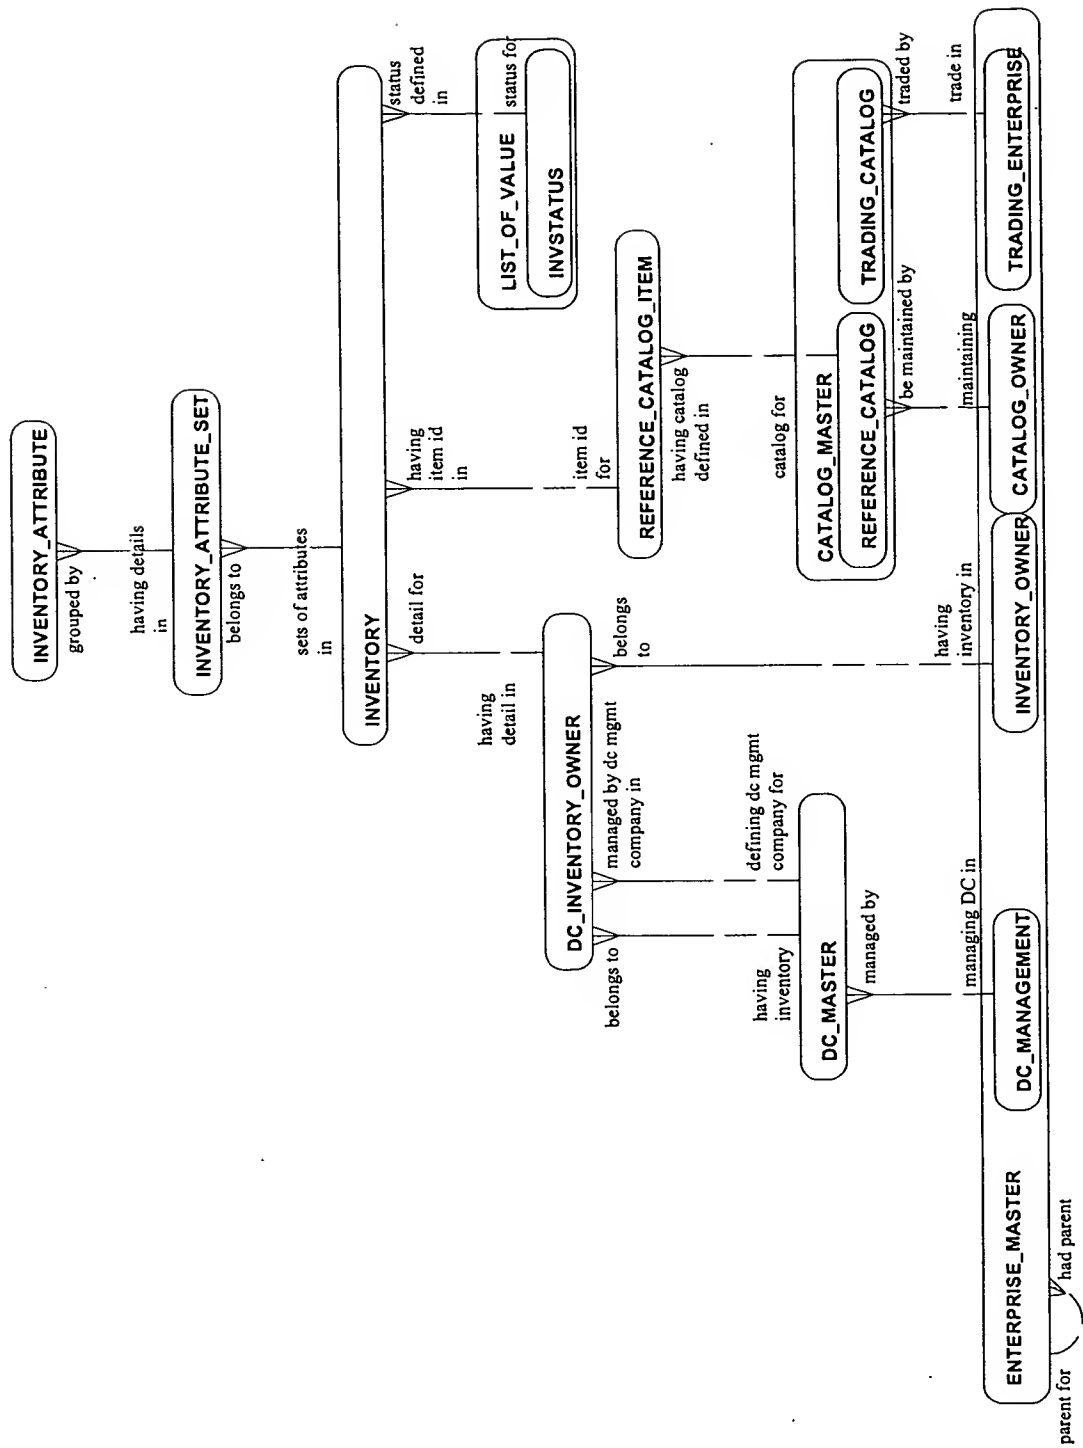 INVENTORY_ATTRIBUTE
grouped by
having details
in
INVENTORY_ATTRIBUTE_SET
belongs to
sets of attributes
in
INVENTORY
detail for
having
item id
in
status
defined
in
having
detail in
item id
for
LIST_OF_VALUE
status for
INVSTATUS
DC_INVENTORY_OWNER
belongs to
managed by dc mgmt
company in
belongs
to
REFERENCE_CATALOG_ITEM
having catalog
defined in
having
inventory
defining dc mgmt
company for
catalog for
DC_MASTER
managed by
CATALOG_MASTER
REFERENCE_CATALOG
TRADING_CATALOG
be maintained by
traded by
managing DC in
having
inventory in
maintaining
trade in
ENTERPRISE_MASTER
DC_MANAGEMENT
INVENTORY_OWNER
CATALOG_OWNER
TRADING_ENTERPRISE
parent for
had parent